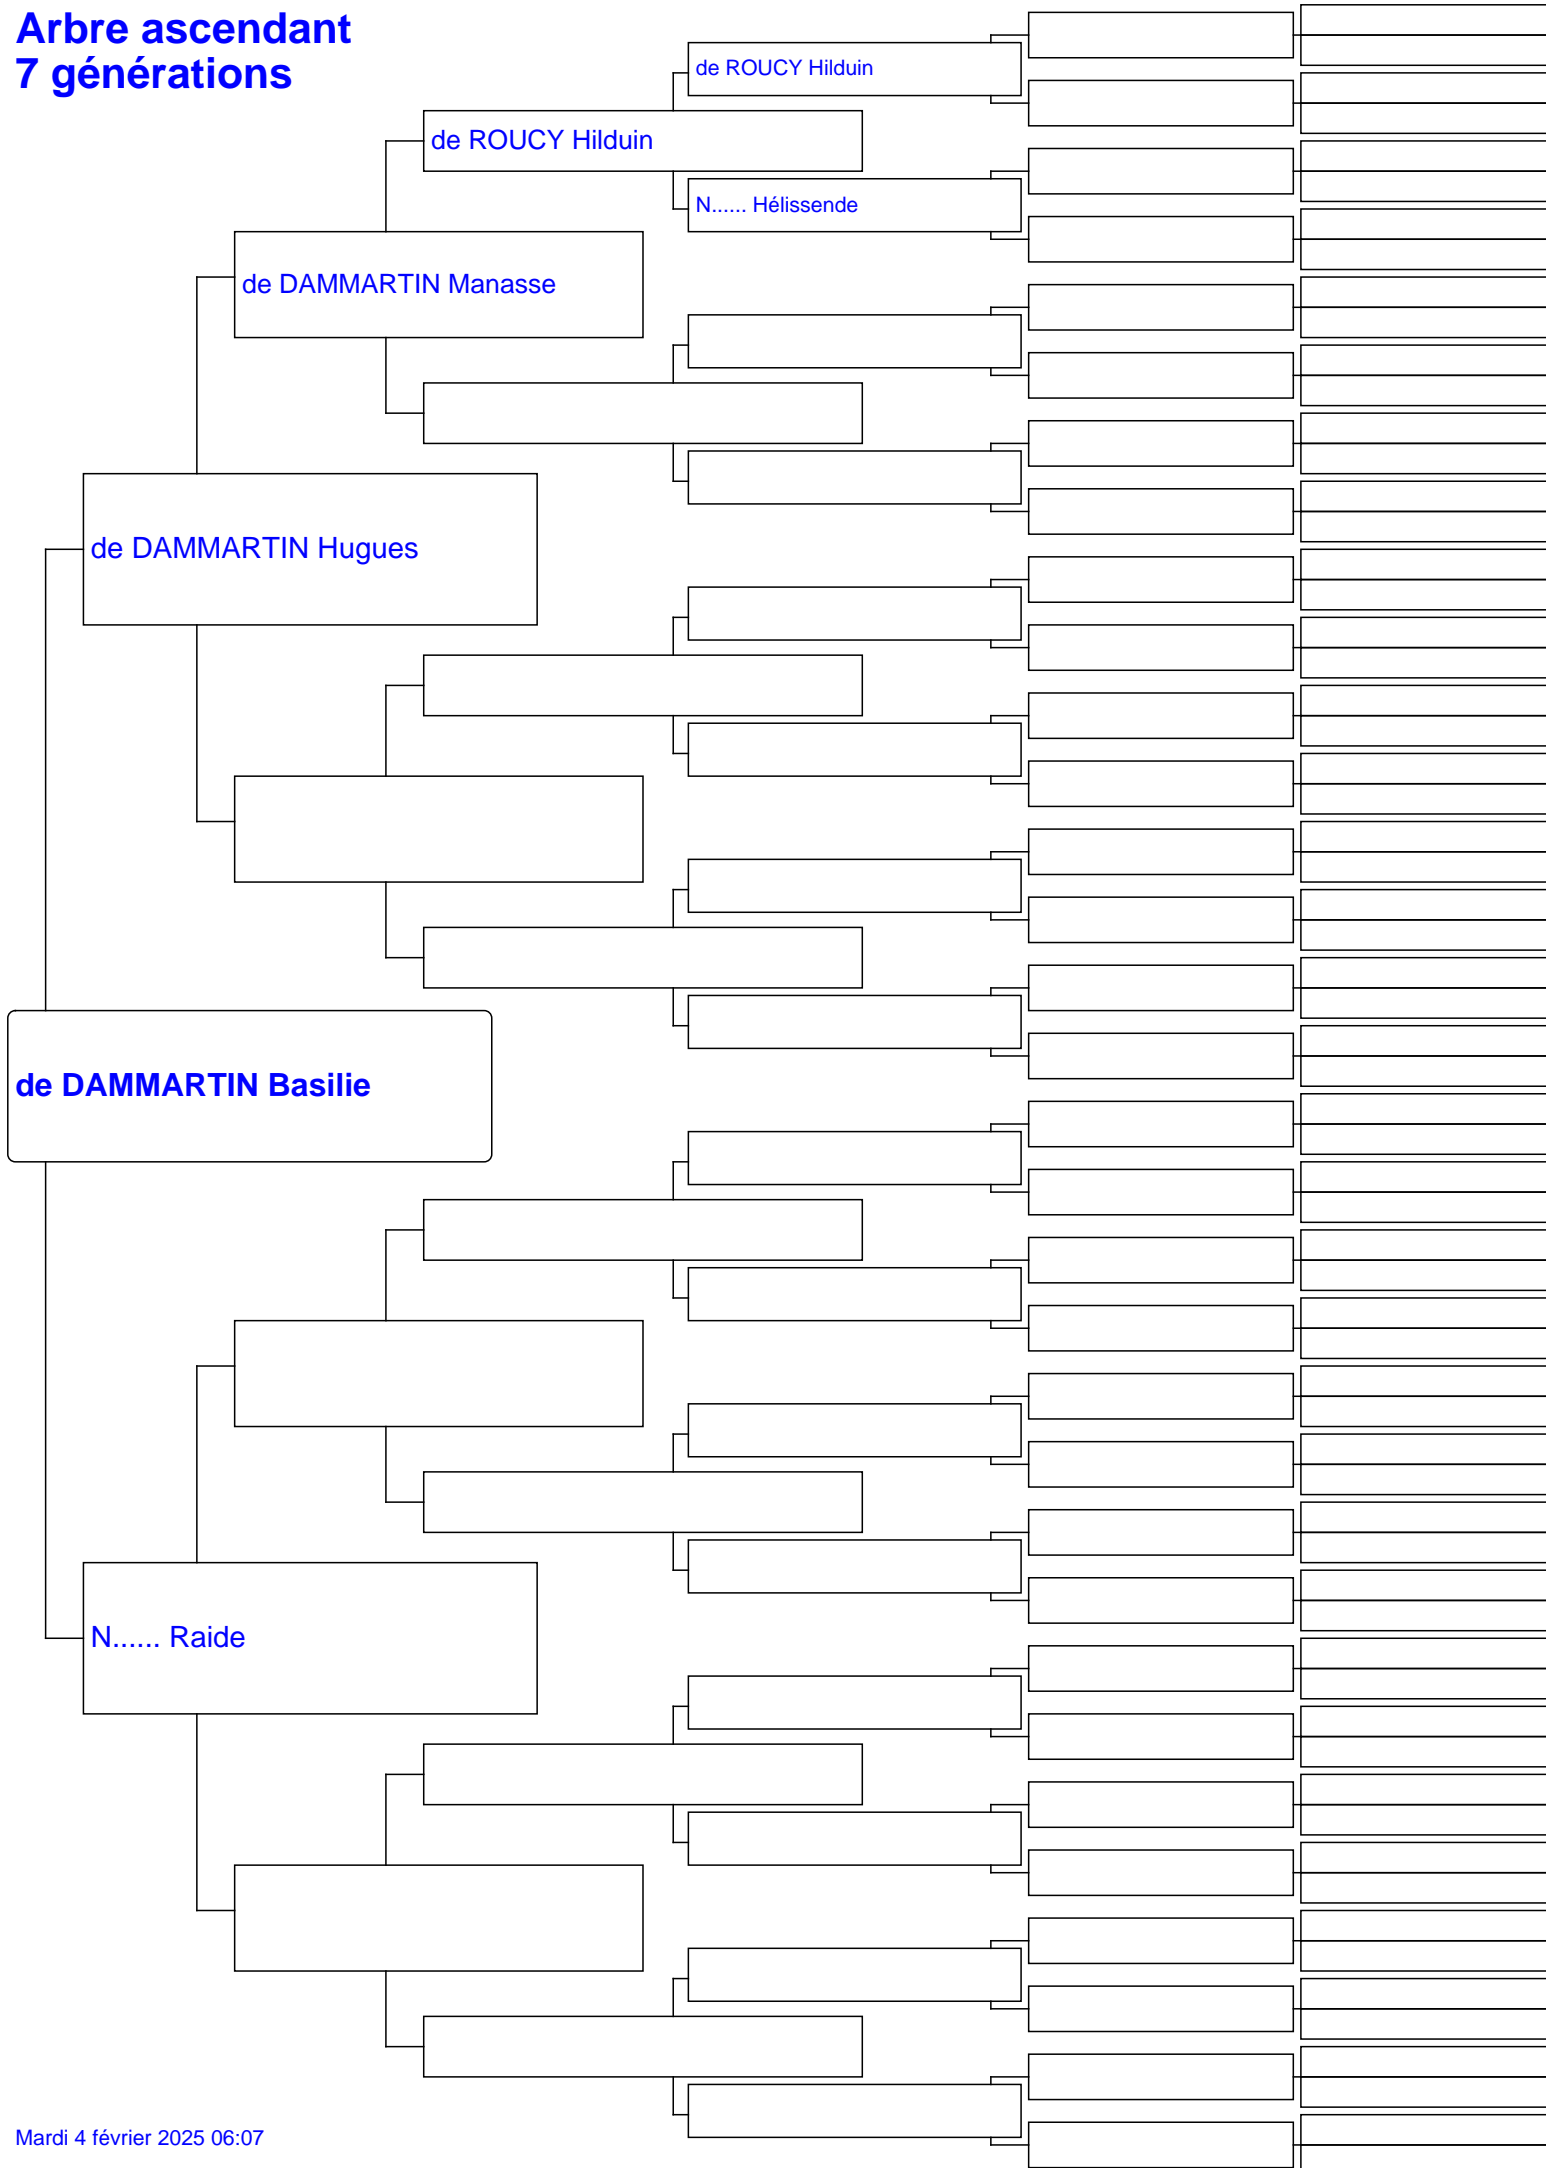 Arbre ascendant
7 générations
de ROUCY Hilduin
de ROUCY Hilduin
N...... Hélissende
de DAMMARTIN Manasse
de DAMMARTIN Hugues
de DAMMARTIN Basilie
N...... Raide
Mardi 4 février 2025 06:07